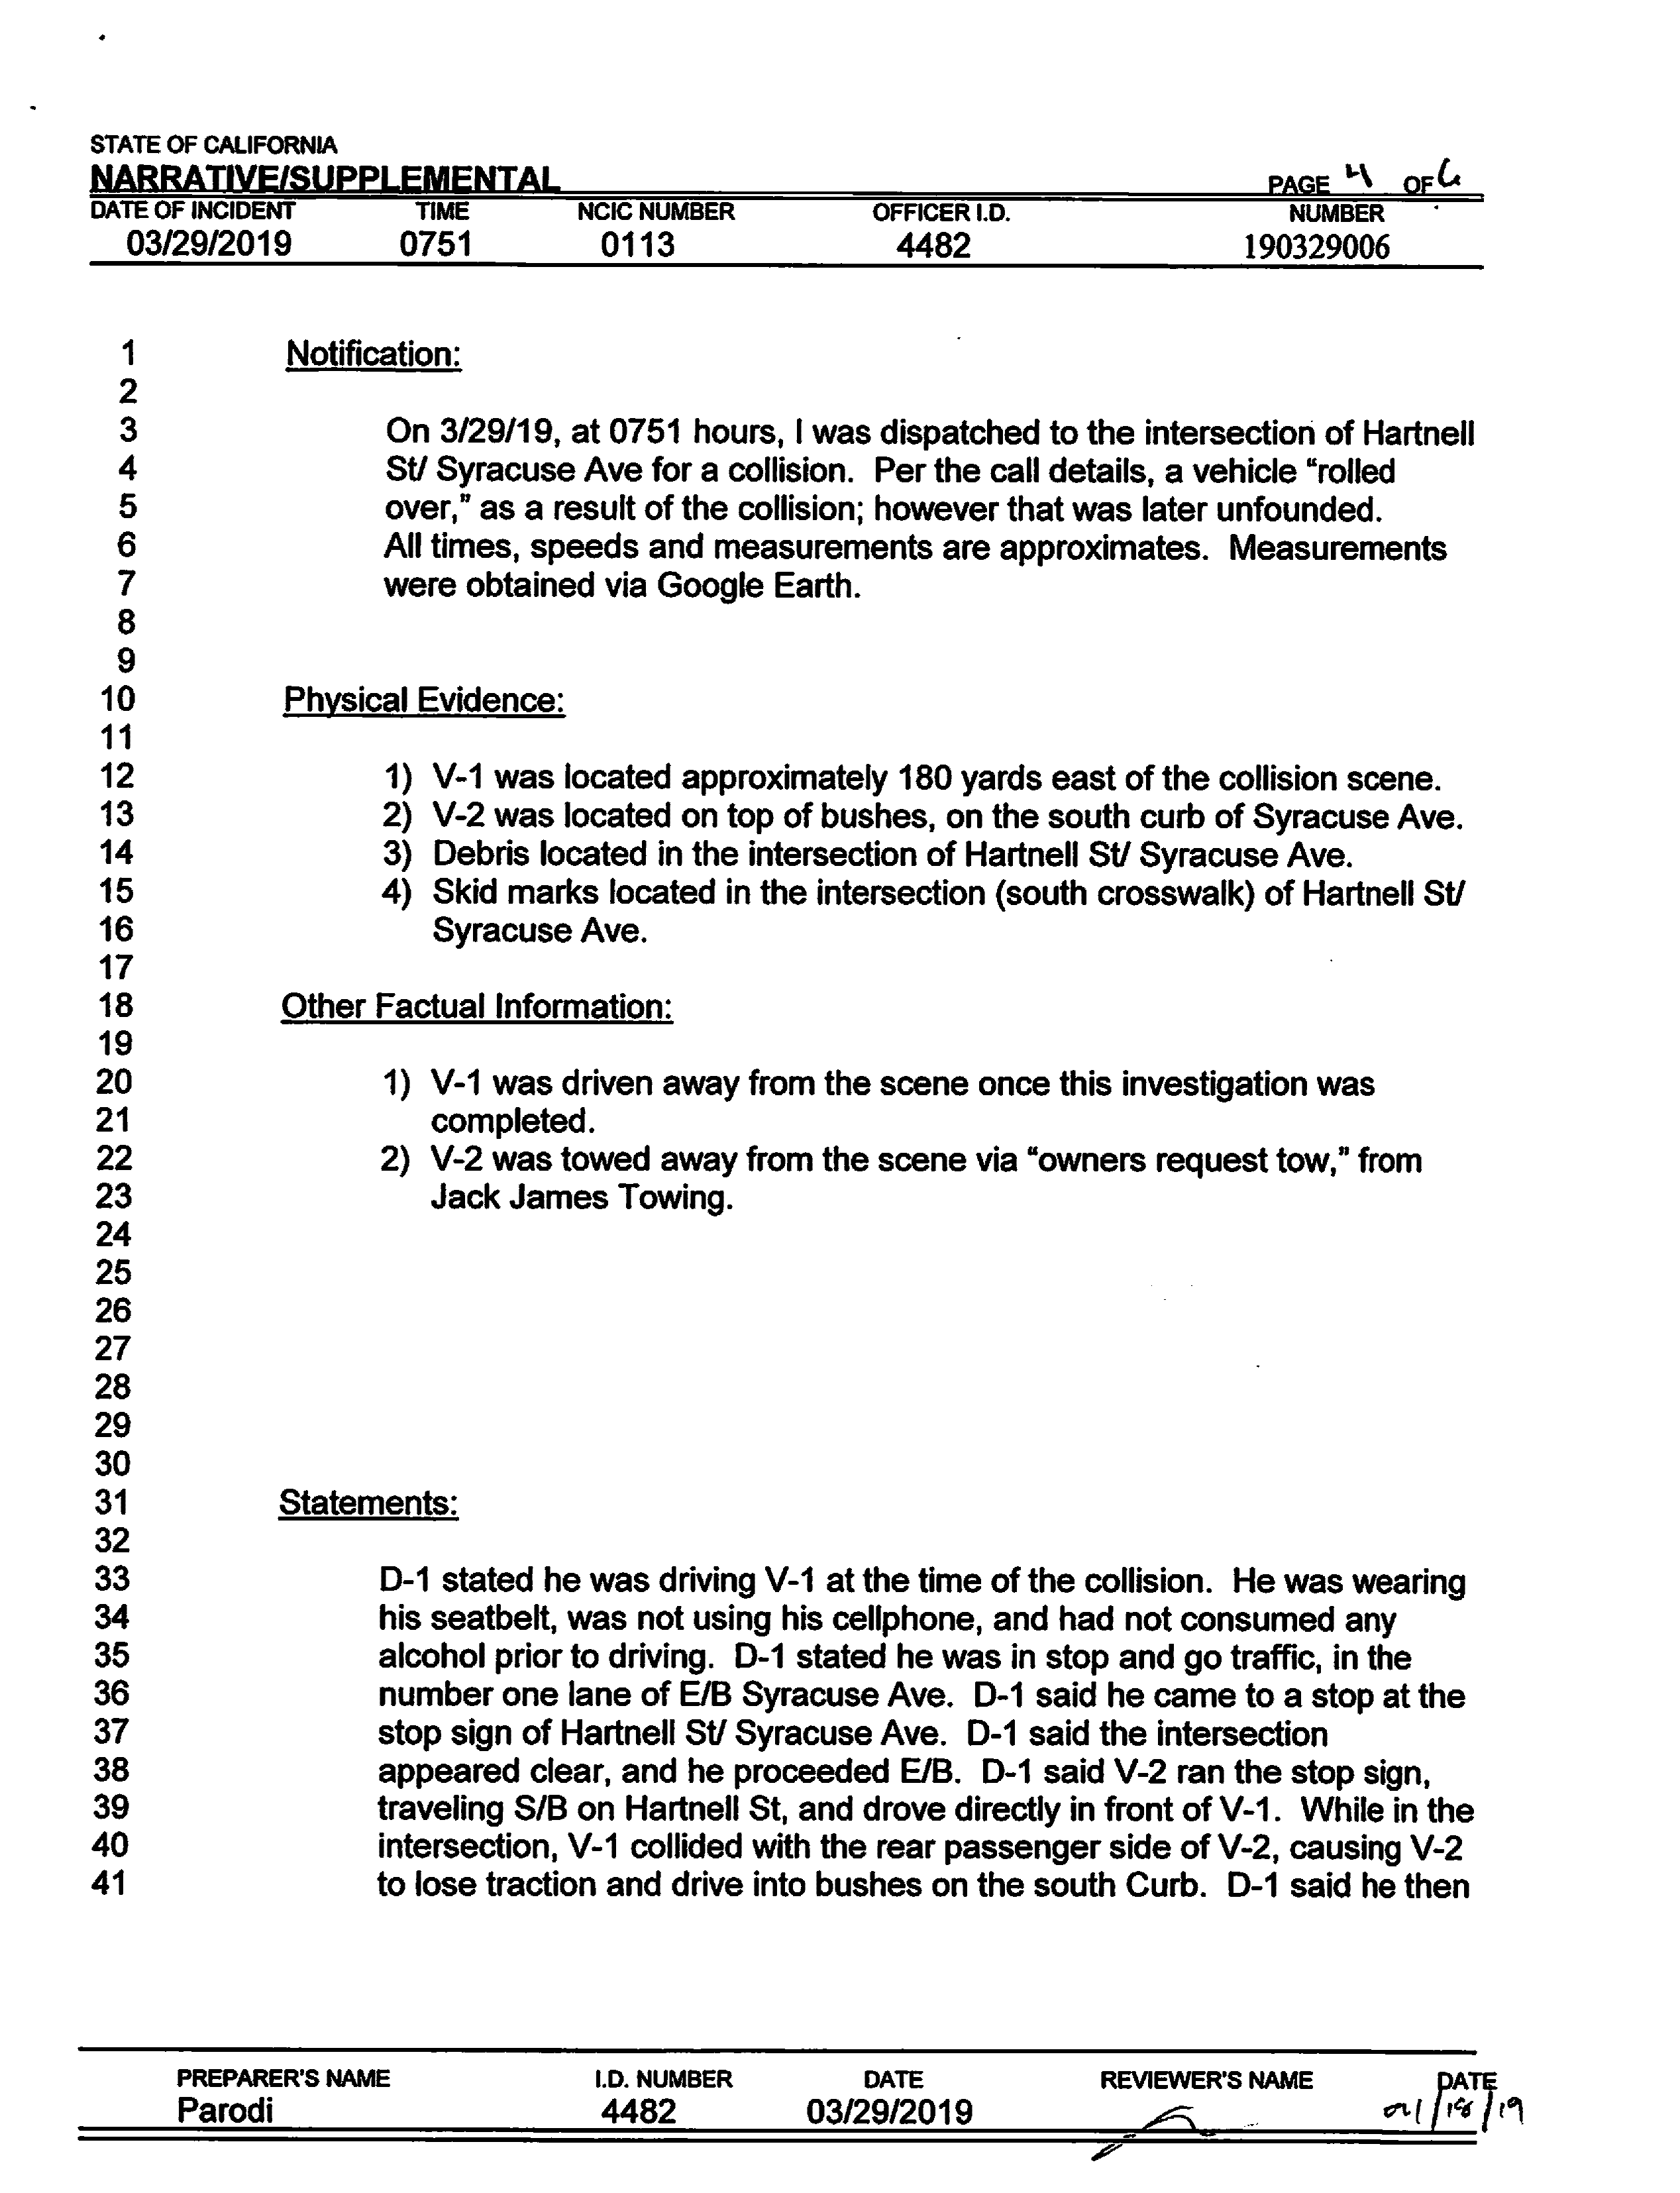 STATE OF CALIFORNIA
NARRATIVE/SUPPLEMENTAL PAGE 4 OF 6
DATE OF INCIDENT TIME NCIC NUMBER OFFICER I.D. NUMBER
03/29/2019 0751 0113 4482 190329006
1 Notification:
2
3 On 3/29/19, at 0751 hours, I was dispatched to the intersection of Hartnell
4 St/ Syracuse Ave for a collision. Per the call details, a vehicle “rolled
5 over,” as a result of the collision; however that was later unfounded.
6 All times, speeds and measurements are approximates. Measurements
7 were obtained via Google Earth.
8
9
10 Physical Evidence:
11
12 1) V-1 was located approximately 180 yards east of the collision scene.
13 2) V-2 was located on top of bushes, on the south curb of Syracuse Ave.
14 3) Debris located in the intersection of Hartnell St/ Syracuse Ave.
15 4) Skid marks located in the intersection (south crosswalk) of Hartnell St/
16 Syracuse Ave.
17
18 Other Factual Information:
19
20 1) V-1 was driven away from the scene once this investigation was
21 completed.
22 2) V-2 was towed away from the scene via “owners request tow,” from
23 Jack James Towing.
24
25
26
27
28
29
30
31 Statements:
32
33 D-1 stated he was driving V-1 at the time of the collision. He was wearing
34 his seatbelt, was not using his cellphone, and had not consumed any
35 alcohol prior to driving. D-1 stated he was in stop and go traffic, in the
36 number one lane of E/B Syracuse Ave. D-1 said he came to a stop at the
37 stop sign of Hartnell St/ Syracuse Ave. D-1 said the intersection
38 appeared clear, and he proceeded E/B. D-1 said V-2 ran the stop sign,
39 traveling S/B on Hartnell St, and drove directly in front of V-1. While in the
40 intersection, V-1 collided with the rear passenger side of V-2, causing V-2
41 to lose traction and drive into bushes on the south Curb. D-1 said he then
PREPARER'S NAME I.D. NUMBER DATE REVIEWER'S NAME DATE
Parodi 4482 03/29/2019